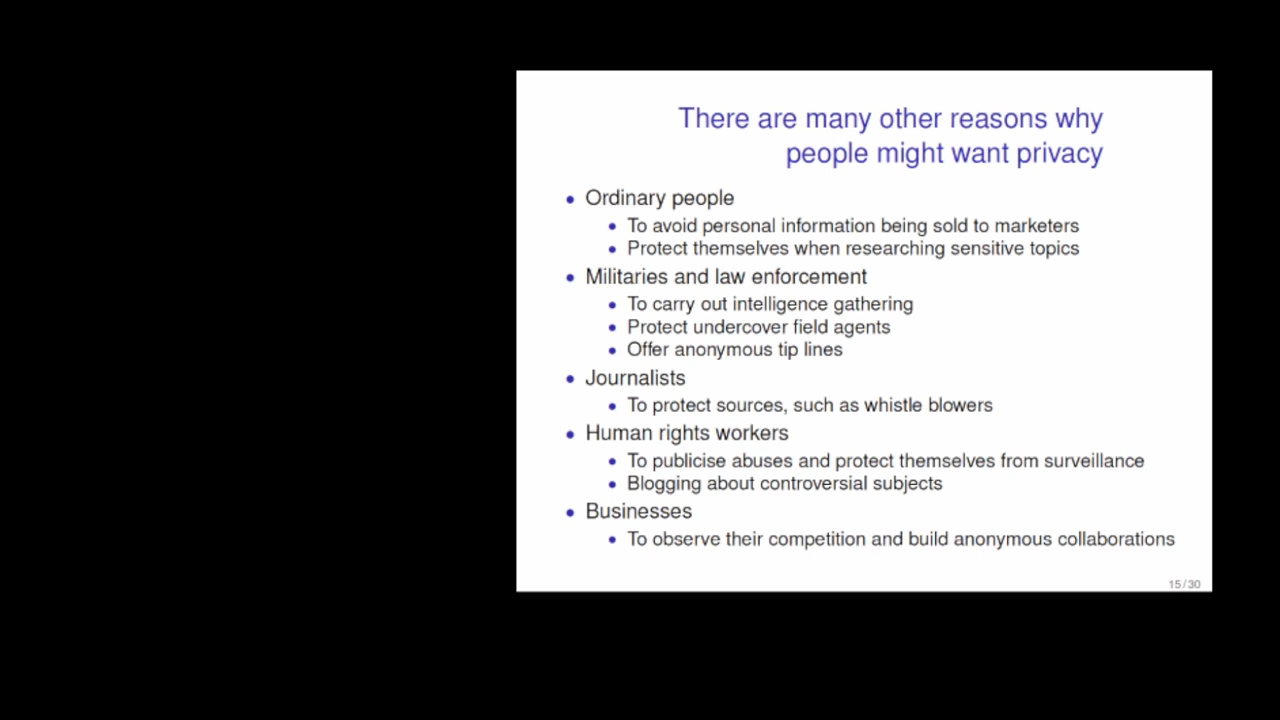 There are many other reasons why
people might want privacy
• Ordinary people
• To avoid personal information being sold to marketers
• Protect themselves when researching sensitive topics
• Militaries and law enforcement
• To carry out intelligence gathering
• Protect undercover field agents
• Offer anonymous tip lines
• Journalists
• To protect sources, such as whistle blowers
• Human rights workers
• To publicise abuses and protect themselves from surveillance
• Blogging about controversial subjects
• Businesses
• To observe their competition and build anonymous collaborations
15/30